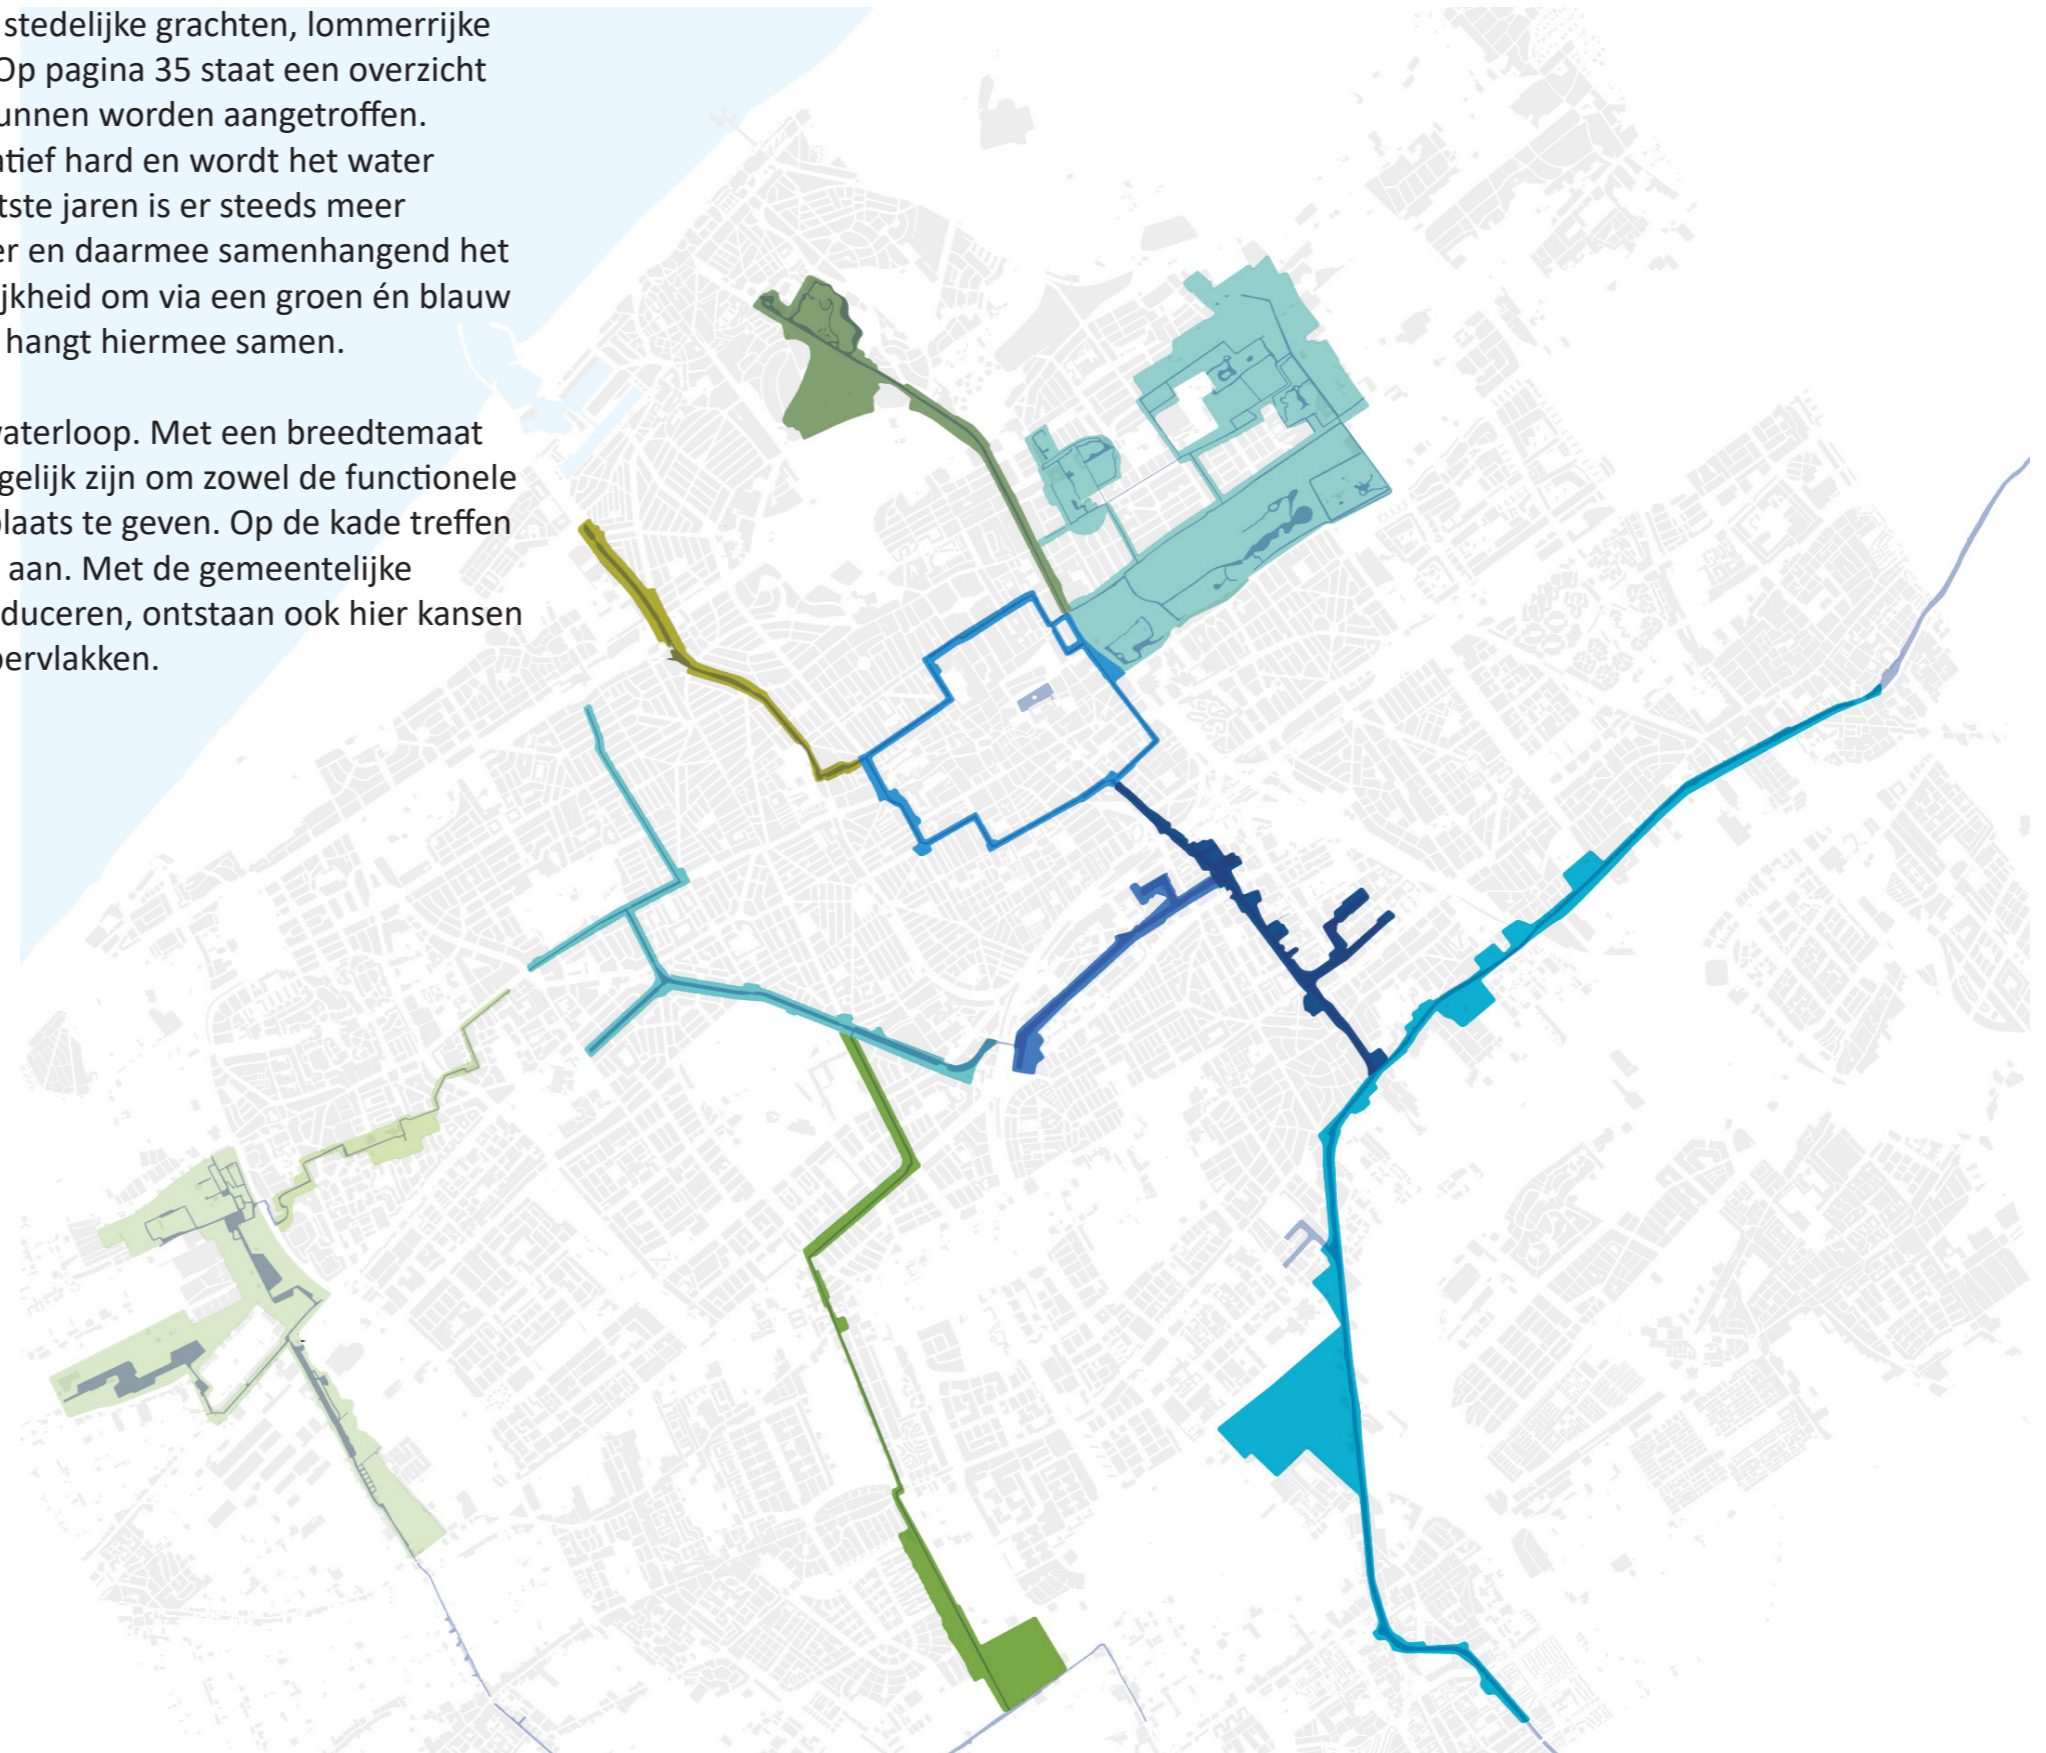 stedelijke grachten, lommerrijke
Op pagina 35 staat een overzicht
unnen worden aangetroffen.
atief hard en wordt het water
tste jaren is er steeds meer
er en daarmee samenhangend het
ijkheid om via een groen én blauw
hangt hiermee samen.
vaterloop. Met een breedtemaat
gelijk zijn om zowel de functionele
plaats te geven. Op de kade treffen
aan. Met de gemeentelijke
duceren, ontstaan ook hier kansen
pervlakken.